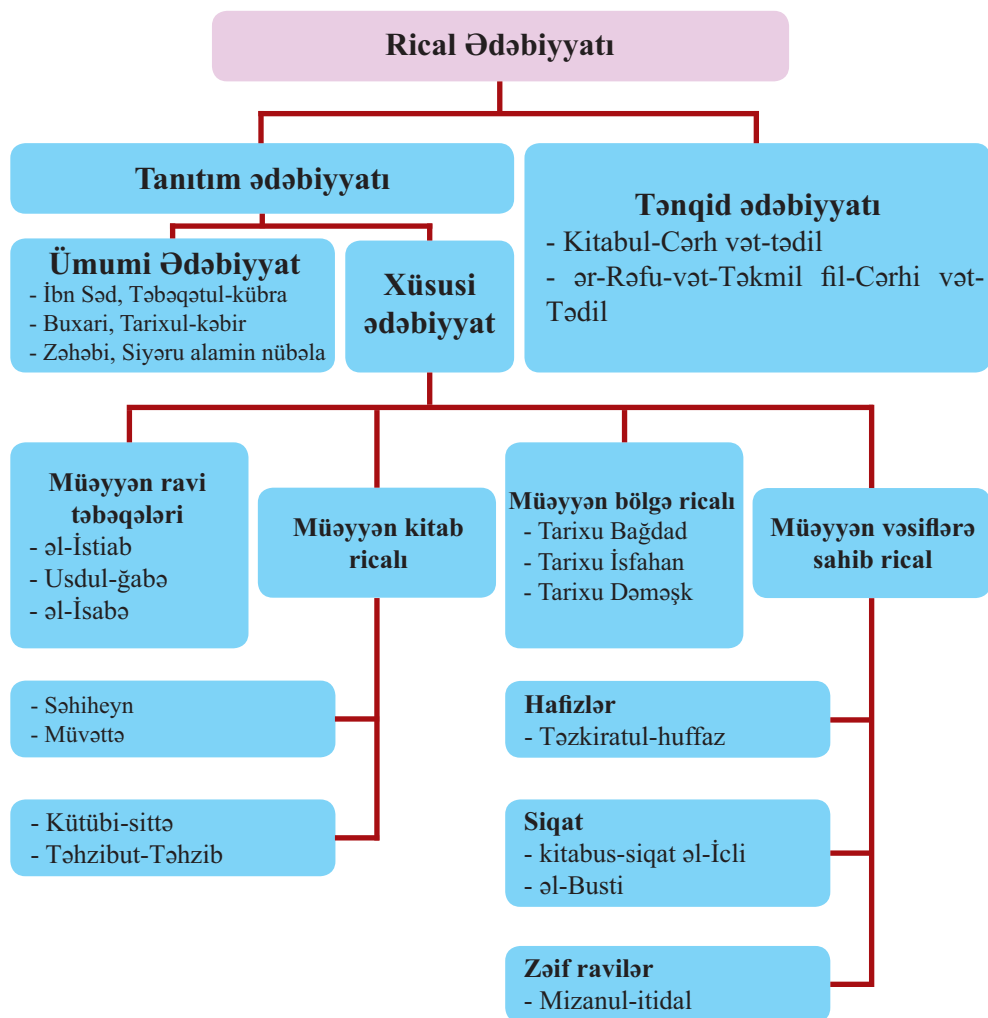 Rical Ədəbiyyatı
Tanıtım ədəbiyyatı
Tənqid ədəbiyyatı
- Kitabul-Cərh vət-tədil
- ər-Rəfu-vət-Təkmil fil-Cərhi vət-
Tədil
Ümumi Ədəbiyyat
- İbn Səd, Təbəqətul-kübra
- Buxari, Tarixul-kəbir
- Zəhəbi, Siyəru alamin nübəla
Xüsusi
ədəbiyyat
Müəyyən ravi
təbəqələri
- əl-İstiab
- Usdul-ğabə
- əl-İsabə
Müəyyən kitab
ricalı
Müəyyən bölgə ricalı
- Tarixu Bağdad
- Tarixu İsfahan
- Tarixu Dəməşk
Müəyyən vəsiflərə
sahib rical
- Səhiheyn
- Müvəttə
- Kütübi-sittə
- Təhzibut-Təhzib
Hafizlər
- Təzkiratul-huffaz
Siqat
- kitabus-siqat əl-İcli
- əl-Busti
Zəif ravilər
- Mizanul-itidal